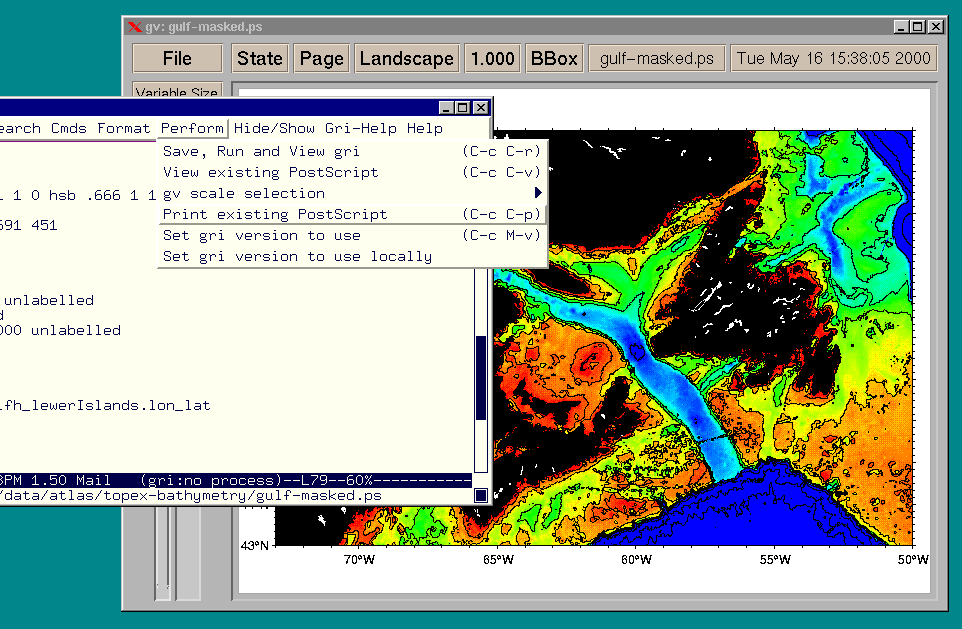 gv: gulf-masked.ps
File State Page Landscape 1.000 BBox gulf-masked.ps Tue May 16 15:38:05 2000
Variable Size
earch Cmds Format Perform Hide/Show Gri-Help Help
Save, Run and View gri (C-c C-r)
View existing PostScript (C-c C-v)
gv scale selection
Print existing PostScript (C-c C-p)
Set gri version to use (C-c M-v)
Set gri version to use locally
1 0 hsb .666 1 1
591 451
unlabelled
d
000 unlabelled
fh_lewerIslands.lon_lat
3PM 1.50 Mail (gri:no process)--L79--60%------------
/data/atlas/topex-bathymetry/gulf-masked.ps
43°N
70°W 65°W 60°W 55°W 50°W